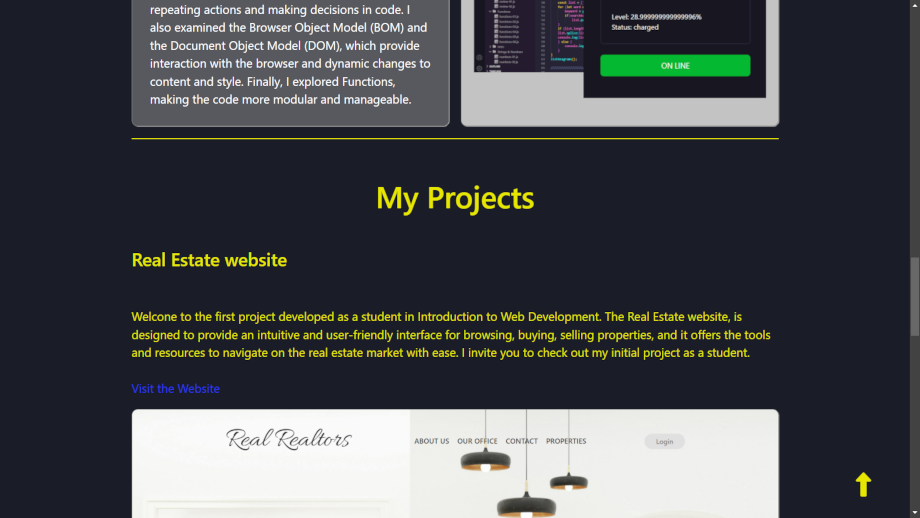 repeating actions and making decisions in code. I
also examined the Browser Object Model (BOM) and
the Document Object Model (DOM), which provide
interaction with the browser and dynamic changes to
content and style. Finally, I explored Functions,
making the code more modular and manageable.
Level: 28.999999999999996%
Status: charged
ON LINE
My Projects
Real Estate website
Welcome to the first project developed as a student in Introduction to Web Development. The Real Estate website, is
designed to provide an intuitive and user-friendly interface for browsing, buying, selling properties, and it offers the tools
and resources to navigate on the real estate market with ease. I invite you to check out my initial project as a student.
Visit the Website
Real Realtors
ABOUT US OUR OFFICE CONTACT PROPERTIES
Login